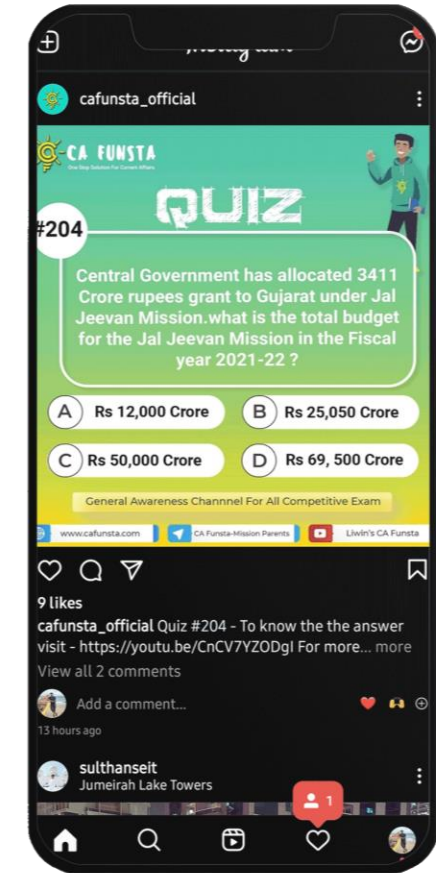 cafunsta_official
CA FUNSTA
One Stop Solution For Current Affairs
QUIZ
#204
Central Government has allocated 3411
Crore rupees grant to Gujarat under Jal
Jeevan Mission.what is the total budget
for the Jal Jeevan Mission in the Fiscal
year 2021-22 ?
A Rs 12,000 Crore
B Rs 25,050 Crore
C Rs 50,000 Crore
D Rs 69, 500 Crore
General Awareness Channnel For All Competitive Exam
www.cafunsta.com
CA Funsta-Mission Parents
Liwin's CA Funsta
9 likes
cafunsta_official Quiz #204 - To know the the answer
visit - https://youtu.be/CnCV7YZODgI For more... more
View all 2 comments
Add a comment...
13 hours ago
sulthanseit
Jumeirah Lake Towers
1